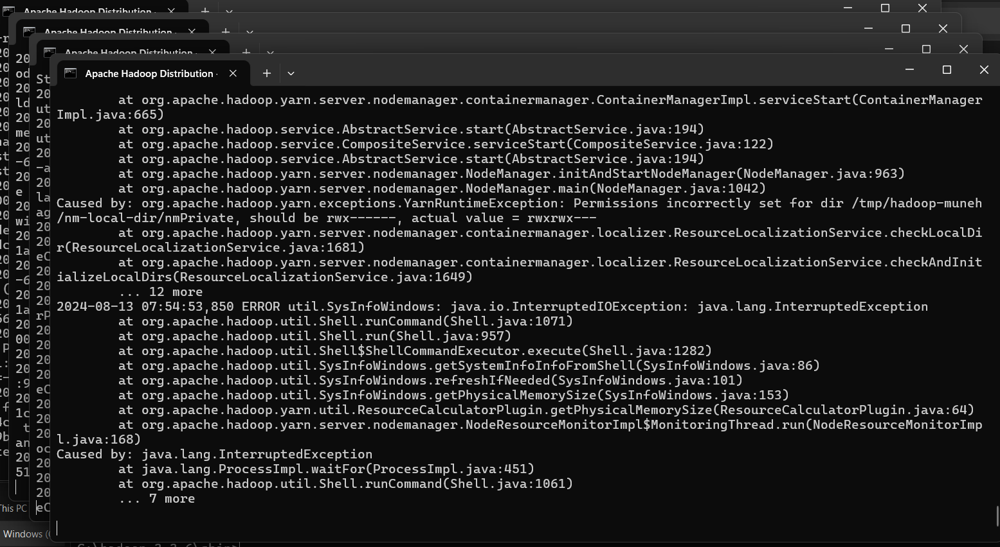 Apache Hadoop Distribution
Apache Hadoop Distribution
Apache Hadoop Distribution
Apache Hadoop Distribution
at org.apache.hadoop.yarn.server.nodemanager.containermanager.ContainerManagerImpl.serviceStart(ContainerManager
Impl.java:665)
at org.apache.hadoop.service.AbstractService.start(AbstractService.java:194)
at org.apache.hadoop.service.CompositeService.serviceStart(CompositeService.java:122)
at org.apache.hadoop.service.AbstractService.start(AbstractService.java:194)
at org.apache.hadoop.yarn.server.nodemanager.NodeManager.initAndStartNodeManager(NodeManager.java:963)
at org.apache.hadoop.yarn.server.nodemanager.NodeManager.main(NodeManager.java:1042)
Caused by: org.apache.hadoop.yarn.exceptions.YarnRuntimeException: Permissions incorrectly set for dir /tmp/hadoop-muneh
/nm-local-dir/nmPrivate, should be rwx------, actual value = rwxrwx---
at org.apache.hadoop.yarn.server.nodemanager.containermanager.localizer.ResourceLocalizationService.checkLocalDi
r(ResourceLocalizationService.java:1681)
at org.apache.hadoop.yarn.server.nodemanager.containermanager.localizer.ResourceLocalizationService.checkAndInit
ializeLocalDirs(ResourceLocalizationService.java:1649)
... 12 more
2024-08-13 07:54:53,850 ERROR util.SysInfoWindows: java.io.InterruptedIOException: java.lang.InterruptedException
at org.apache.hadoop.util.Shell.runCommand(Shell.java:1071)
at org.apache.hadoop.util.Shell.run(Shell.java:957)
at org.apache.hadoop.util.Shell$ShellCommandExecutor.execute(Shell.java:1282)
at org.apache.hadoop.util.SysInfoWindows.getSystemInfoInfoFromShell(SysInfoWindows.java:86)
at org.apache.hadoop.util.SysInfoWindows.refreshIfNeeded(SysInfoWindows.java:101)
at org.apache.hadoop.util.SysInfoWindows.getPhysicalMemorySize(SysInfoWindows.java:153)
at org.apache.hadoop.yarn.util.ResourceCalculatorPlugin.getPhysicalMemorySize(ResourceCalculatorPlugin.java:64)
at org.apache.hadoop.yarn.server.nodemanager.NodeResourceMonitorImpl$MonitoringThread.run(NodeResourceMonitorImp
l.java:168)
Caused by: java.lang.InterruptedException
at java.lang.ProcessImpl.waitFor(ProcessImpl.java:451)
at org.apache.hadoop.util.Shell.runCommand(Shell.java:1061)
... 7 more
This PC
Windows (